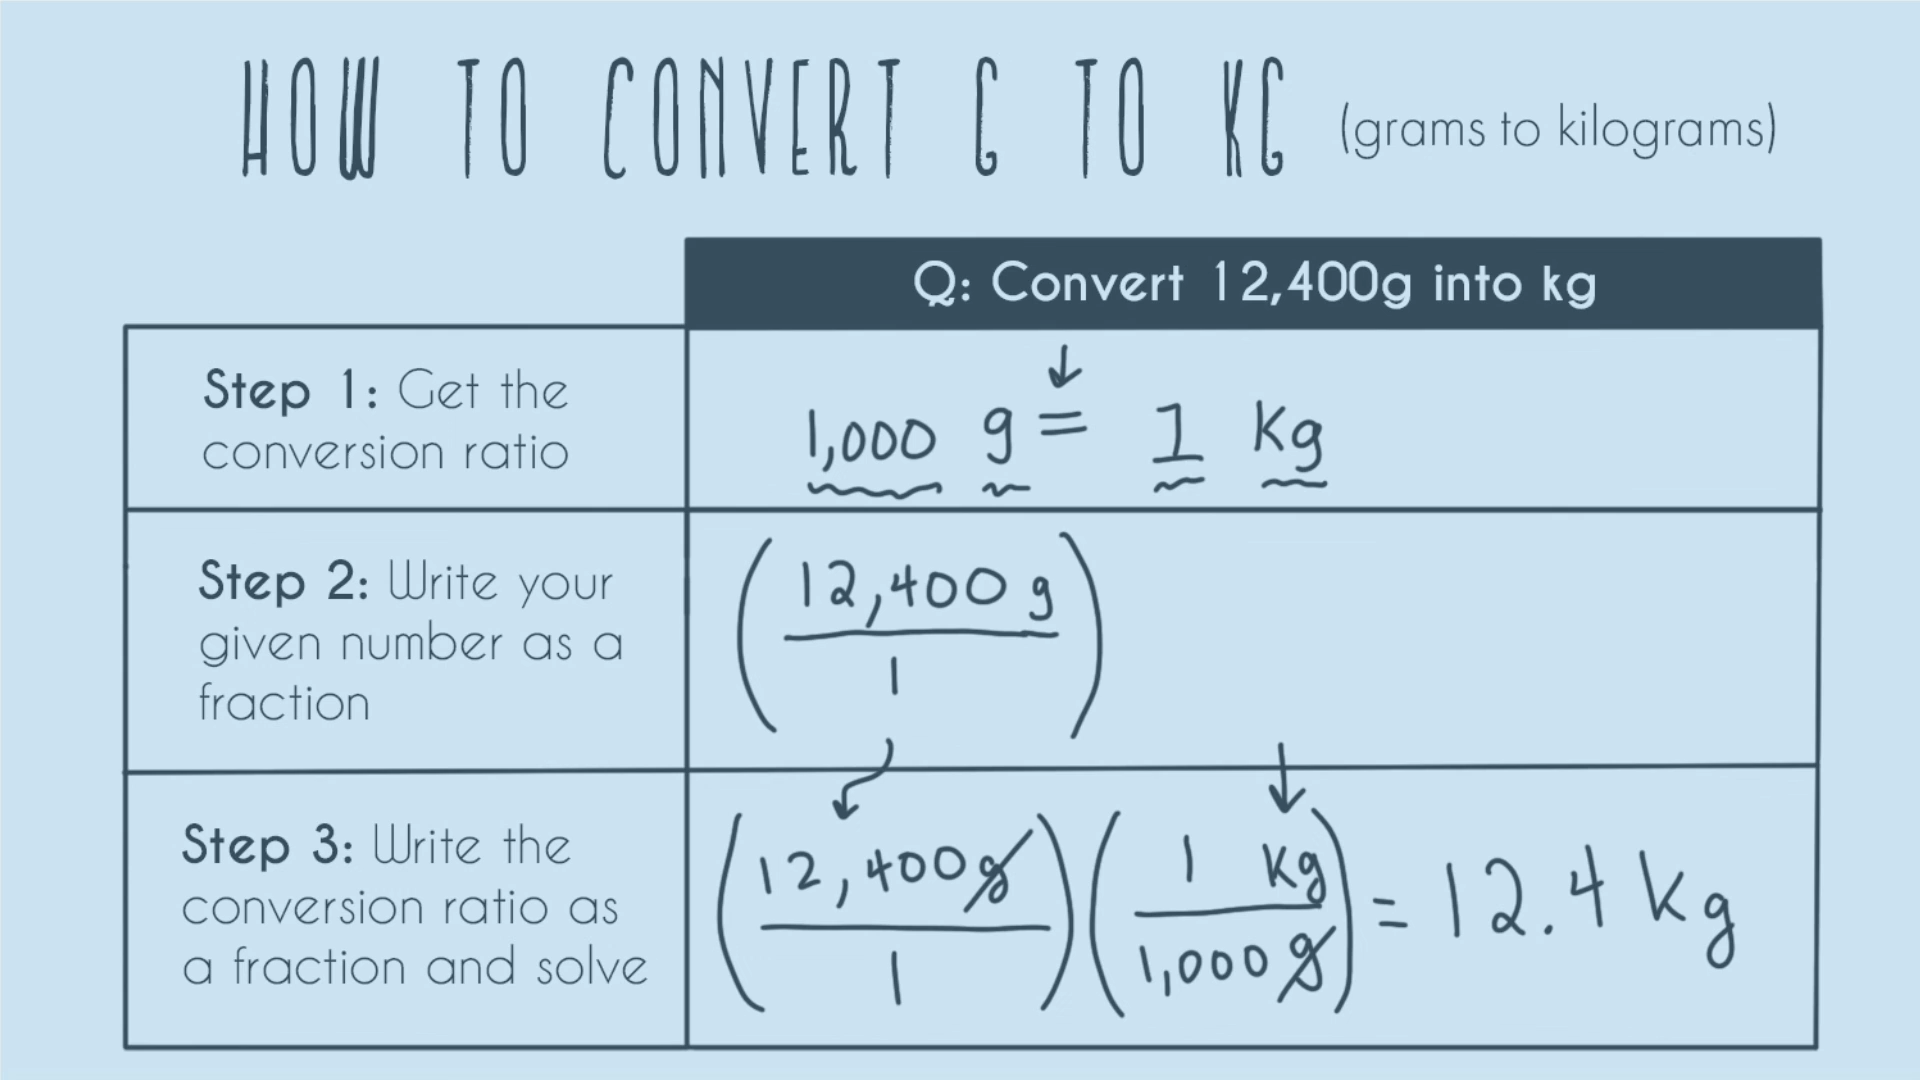 HOW TO CONVERT G TO KG (grams to kilograms)
Q: Convert 12,400g into kg
Step 1: Get the
conversion ratio
1,000 g = 1 kg
Step 2: Write your
given number as a
fraction
(12,400 g
1)
Step 3: Write the
conversion ratio as
a fraction and solve
(12,400g
1) (1 kg
1,000g) = 12.4 kg